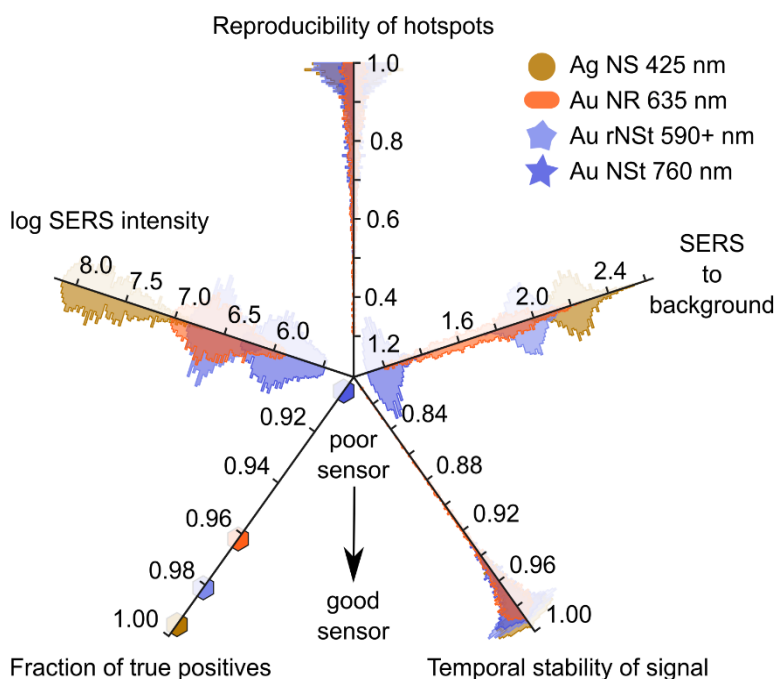 Reproducibility of hotspots
1.0
0.8
0.6
0.4
Ag NS 425 nm
Au NR 635 nm
Au rNSt 590+ nm
Au NSt 760 nm
log SERS intensity
8.0
7.5
7.0
6.5
6.0
SERS
to
background
2.4
2.0
1.6
1.2
0.92
0.94
0.96
0.98
1.00
poor
sensor
good
sensor
0.84
0.88
0.92
0.96
1.00
Fraction of true positives
Temporal stability of signal